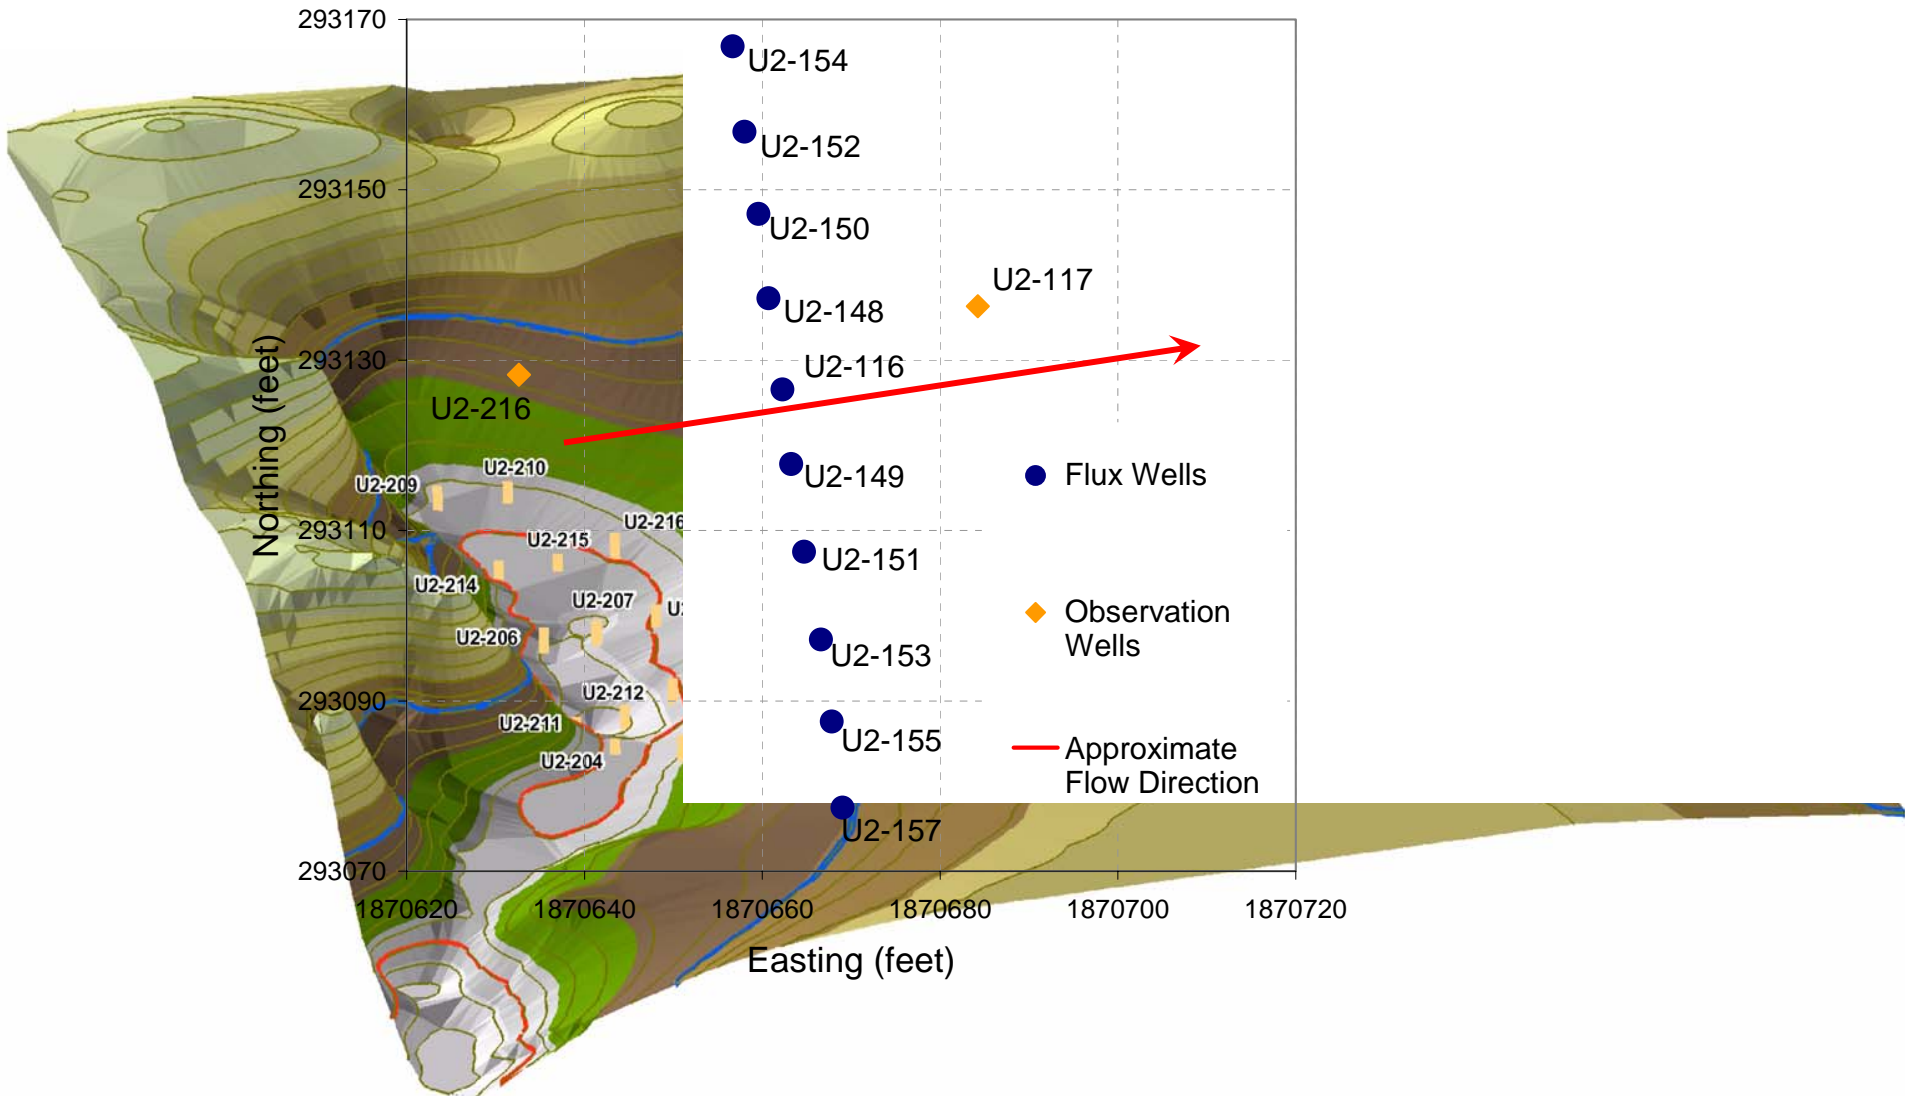 293170
U2-154
U2-152
293150
U2-150
U2-117
U2-148
293130
U2-116
U2-216
Northing (feet)
U2-210
U2-209
U2-149
Flux Wells
U2-216
293110
U2-215
U2-151
U2-214
U2-207
Observation
Wells
U2-206
U2-153
293090
U2-212
U2-211
U2-155
Approximate
Flow Direction
U2-204
U2-157
293070
1870620
1870640
1870660
1870680
1870700
1870720
Easting (feet)